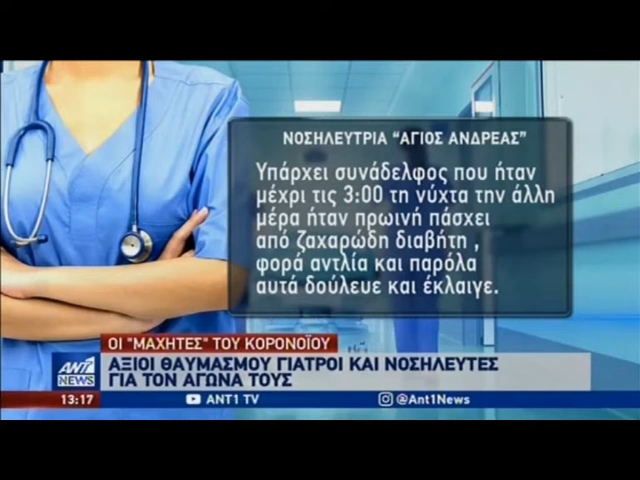 ΝΟΣΗΛΕΥΤΡΙΑ "ΑΓΙΟΣ ΑΝΔΡΕΑΣ"
Υπάρχει συνάδελφος που ήταν
μέχρι τις 3:00 τη νύχτα την άλλη
μέρα ήταν πρωινή πάσχει
από ζαχαρώδη διαβήτη ,
φορά αντλία και παρόλα
αυτά δούλευε και έκλαιγε.
ΟΙ "ΜΑΧΗΤΕΣ" ΤΟΥ ΚΟΡΟΝΟΪΟΥ
ΑΞΙΟΙ ΘΑΥΜΑΣΜΟΥ ΓΙΑΤΡΟΙ ΚΑΙ ΝΟΣΗΛΕΥΤΕΣ
ΓΙΑ ΤΟΝ ΑΓΩΝΑ ΤΟΥΣ
ΑΝΤ1
NEWS
13:17
ANT1 TV
@Ant1News